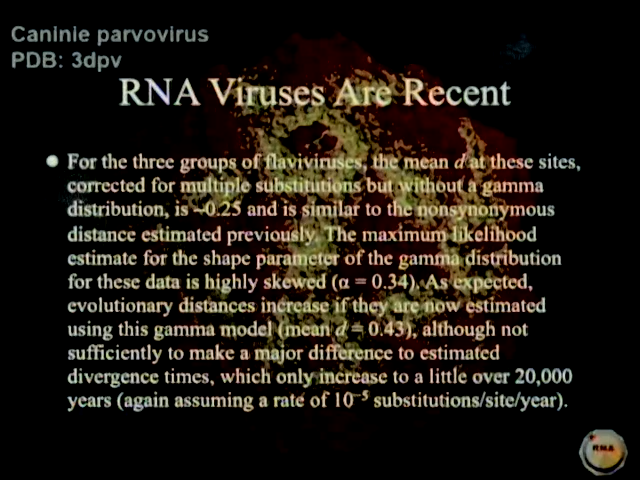 Caninie parvovirus
PDB: 3dpv
RNA Viruses Are Recent
• For the three groups of flaviviruses, the mean d at these sites,
corrected for multiple substitutions but without a gamma
distribution, is ~0.25 and is similar to the nonsynonymous
distance estimated previously. The maximum likelihood
estimate for the shape parameter of the gamma distribution
for these data is highly skewed (α = 0.34). As expected,
evolutionary distances increase if they are now estimated
using this gamma model (mean d = 0.43), although not
sufficiently to make a major difference to estimated
divergence times, which only increase to a little over 20,000
years (again assuming a rate of 10⁻⁵ substitutions/site/year).
RNA